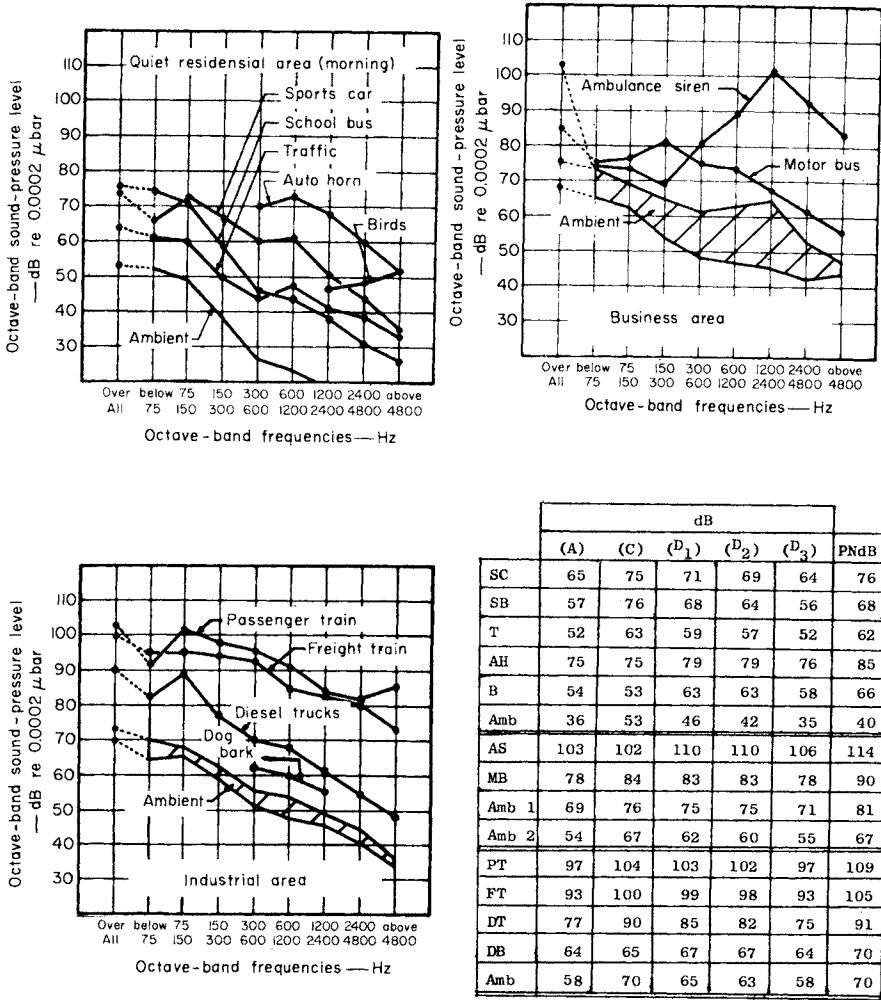 Octave-band sound-pressure level
— dB re 0.0002 µbar
110
100
90
80
70
60
50
40
30
Quiet residensial area (morning)
Sports car
School bus
Traffic
Auto horn
Birds
Ambient
Over below 75 150 300 600 1200 2400 above
All 75 150 300 600 1200 2400 4800 4800
Octave-band frequencies — Hz
Octave-band sound-pressure level
— dB re 0.0002 µbar
110
100
90
80
70
60
50
40
30
Ambulance siren
Motor bus
Ambient
Business area
Over below 75 150 300 600 1200 2400 above
All 75 150 300 600 1200 2400 4800 4800
Octave-band frequencies — Hz
Octave-band sound-pressure level
— dB re 0.0002 µbar
110
100
90
80
70
60
50
40
30
Passenger train
Freight train
Diesel trucks
Dog
bark
Ambient
Industrial area
Over below 75 150 300 600 1200 2400 above
All 75 150 300 600 1200 2400 4800 4800
Octave-band frequencies — Hz
dB
(A) (C) (D1) (D2) (D3) PNdB
SC 65 75 71 69 64 76
SB 57 76 68 64 56 68
T 52 63 59 57 52 62
AH 75 75 79 79 76 85
B 54 53 63 63 58 66
Amb 36 53 46 42 35 40
AS 103 102 110 110 106 114
MB 78 84 83 83 78 90
Amb 1 69 76 75 75 71 81
Amb 2 54 67 62 60 55 67
PT 97 104 103 102 97 109
FT 93 100 99 98 93 105
DT 77 90 85 82 75 91
DB 64 65 67 67 64 70
Amb 58 70 65 63 58 70